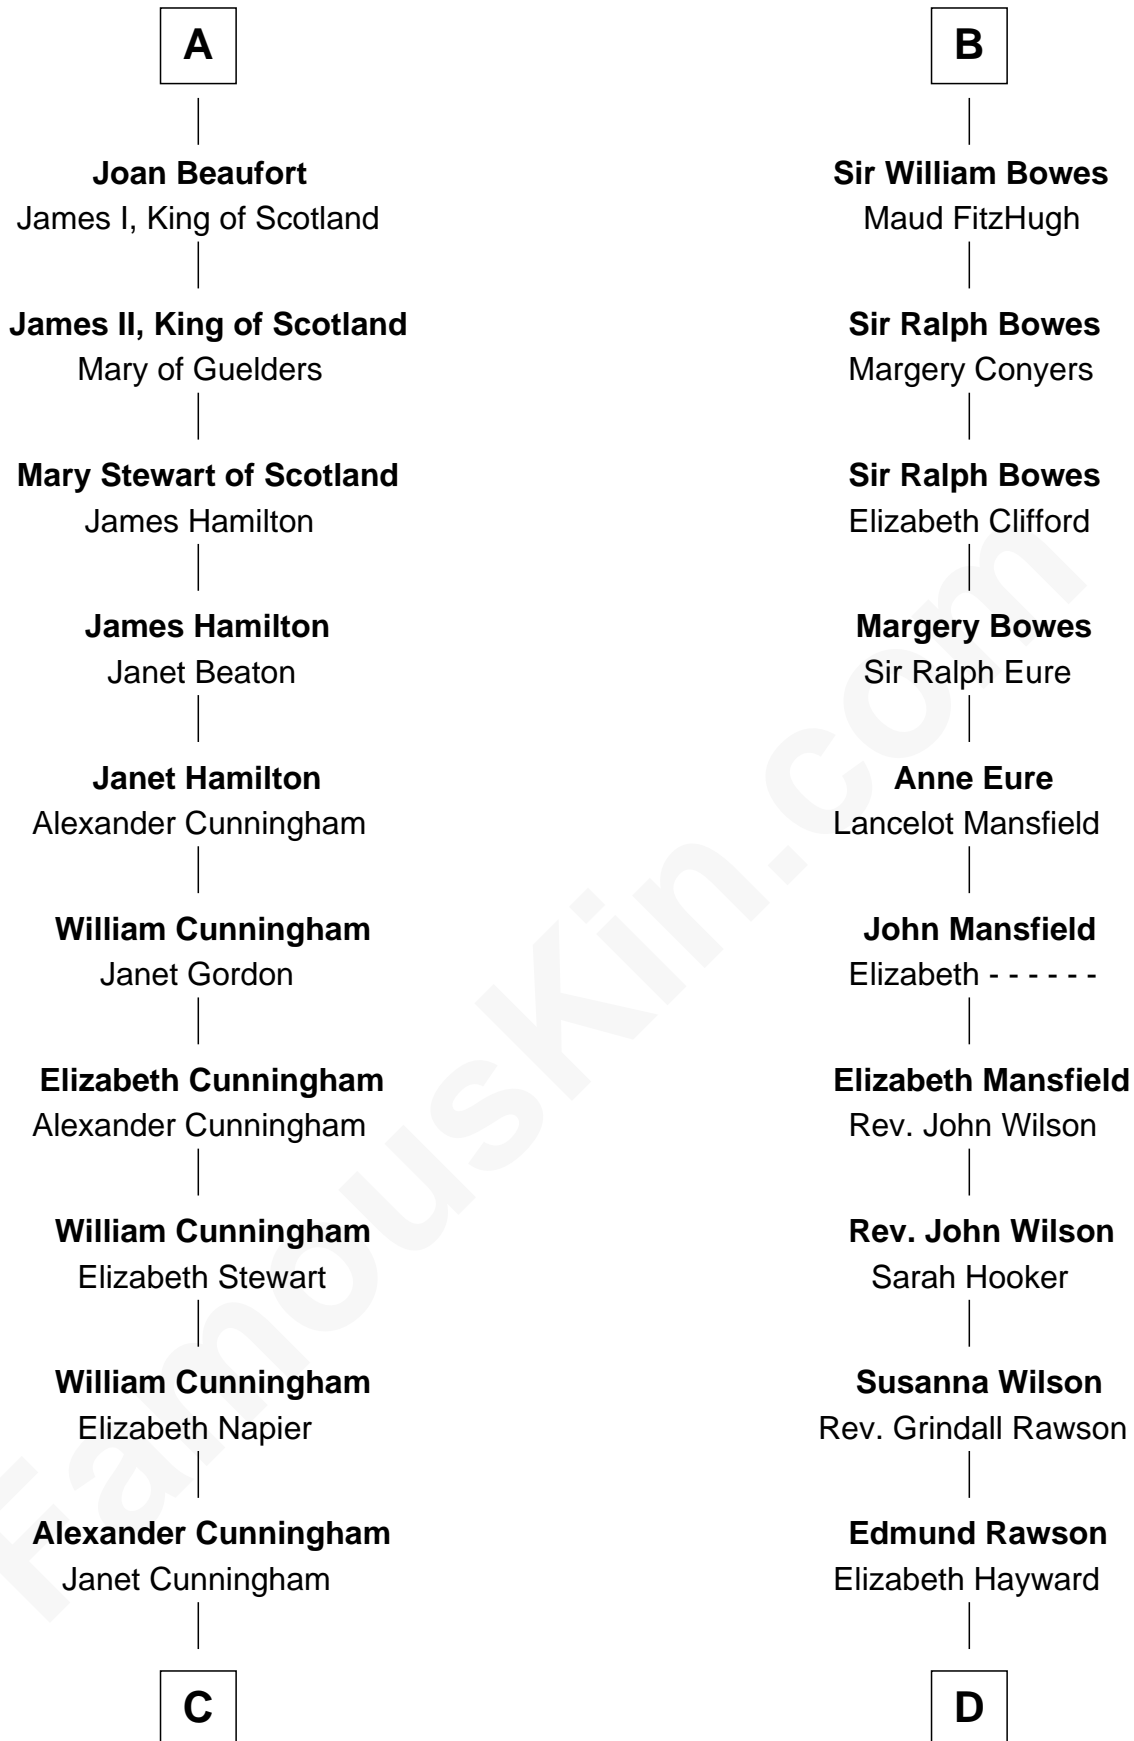 A
Joan Beaufort
James I, King of Scotland
James II, King of Scotland
Mary of Guelders
Mary Stewart of Scotland
James Hamilton
James Hamilton
Janet Beaton
Janet Hamilton
Alexander Cunningham
William Cunningham
Janet Gordon
Elizabeth Cunningham
Alexander Cunningham
William Cunningham
Elizabeth Stewart
William Cunningham
Elizabeth Napier
Alexander Cunningham
Janet Cunningham
C
B
Sir William Bowes
Maud FitzHugh
Sir Ralph Bowes
Margery Conyers
Sir Ralph Bowes
Elizabeth Clifford
Margery Bowes
Sir Ralph Eure
Anne Eure
Lancelot Mansfield
John Mansfield
Elizabeth - - - - - -
Elizabeth Mansfield
Rev. John Wilson
Rev. John Wilson
Sarah Hooker
Susanna Wilson
Rev. Grindall Rawson
Edmund Rawson
Elizabeth Hayward
D
FamousKin.com